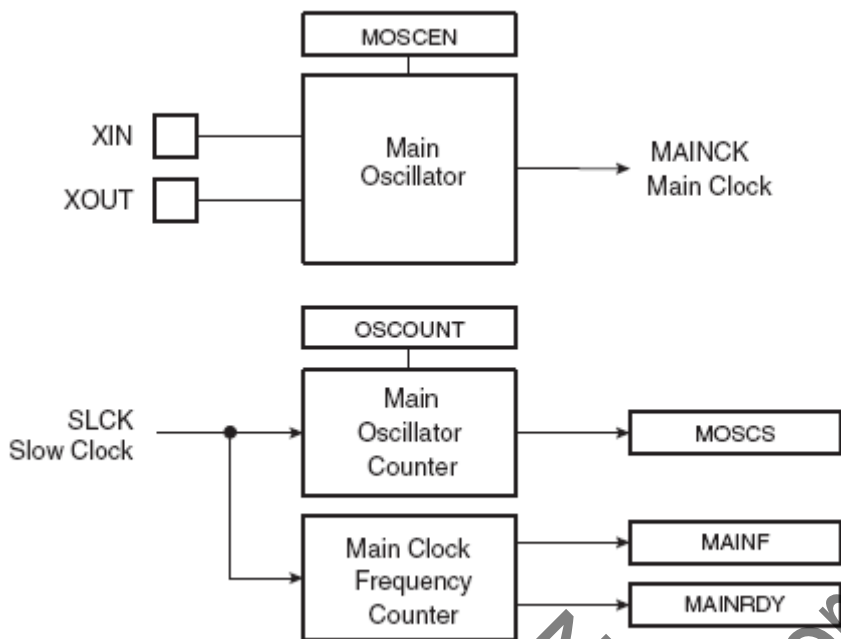 MOSCEN
XIN
XOUT
Main
Oscillator
MAINCK
Main Clock
OSCOUNT
SLCK
Slow Clock
Main
Oscillator
Counter
MOSCS
Main Clock
Frequency
Counter
MAINF
MAINRDY